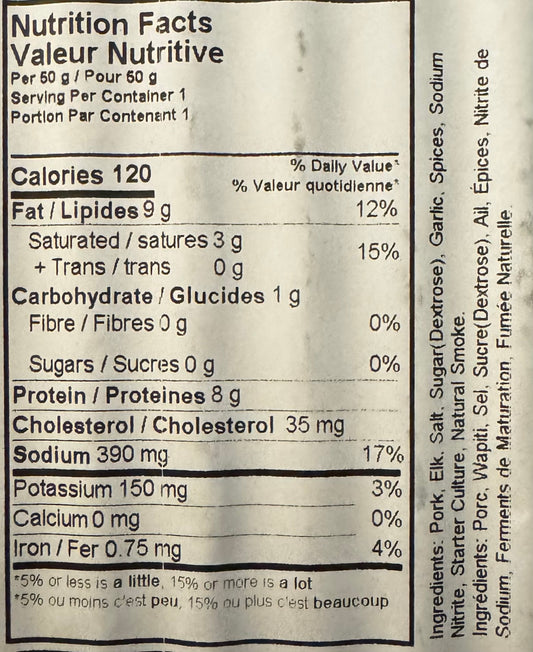 Nutrition Facts
Valeur Nutritive
Per 50 g / Pour 50 g
Serving Per Container 1
Portion Par Contenant 1
% Daily Value*
Calories 120
% Valeur quotidienne*
Fat / Lipides 9 g 12%
Saturated / satures 3 g
15%
+ Trans / trans 0 g
Carbohydrate / Glucides 1 g
Fibre / Fibres 0 g 0%
Sugars / Sucres 0 g 0%
Protein / Proteines 8 g
Cholesterol / Cholesterol 35 mg
Sodium 390 mg 17%
Potassium 150 mg 3%
Calcium 0 mg 0%
Iron / Fer 0.75 mg 4%
*5% or less is a little, 15% or more is a lot
*5% ou moins c'est peu, 15% ou plus c'est beaucoup
Ingredients: Pork, Elk, Salt, Sugar(Dextrose), Garlic, Spices, Sodium
Nitrite, Starter Culture, Natural Smoke.
Ingrédients: Porc, Wapiti, Sel, Sucre(Dextrose), Ail, Épices, Nitrite de
Sodium, Ferments de Maturation, Fumée Naturelle.